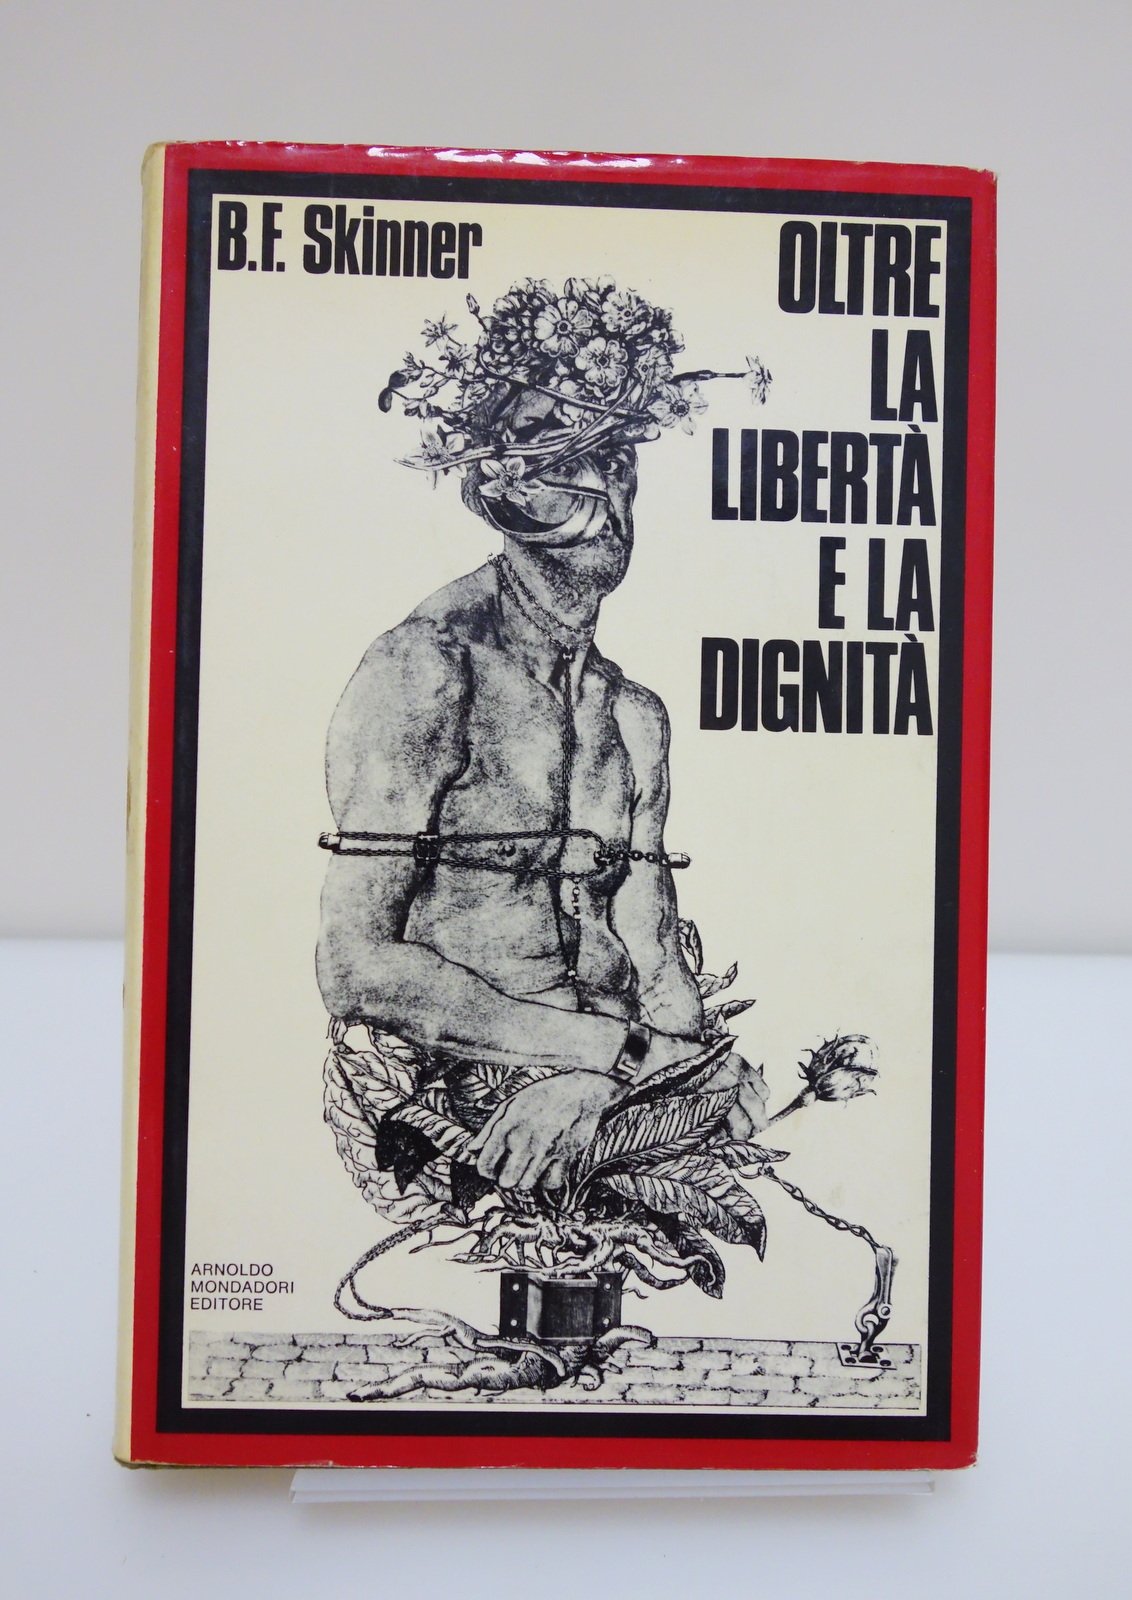 B.F. Skinner
OLTRE
LA
LIBERTÀ
E LA
DIGNITÀ
ARNOLDO
MONDADORI
EDITORE